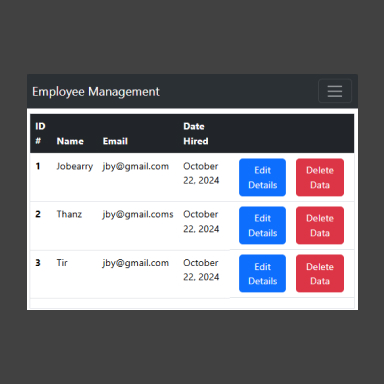 Employee Management
ID # Name Email Date Hired
1 Jobearry jby@gmail.com October 22, 2024 Edit Details Delete Data
2 Thanz jby@gmail.coms October 22, 2024 Edit Details Delete Data
3 Tir jby@gmail.com October 22, 2024 Edit Details Delete Data